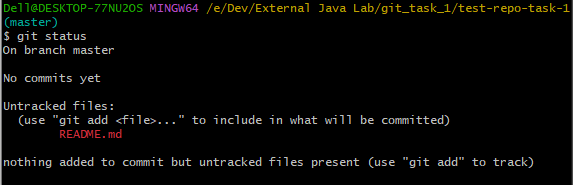 Dell@DESKTOP-77NU2OS MINGW64 /e/Dev/External Java Lab/git_task_1/test-repo-task-1
(master)
$ git status
On branch master
No commits yet
Untracked files:
(use "git add <file>..." to include in what will be committed)
README.md
nothing added to commit but untracked files present (use "git add" to track)